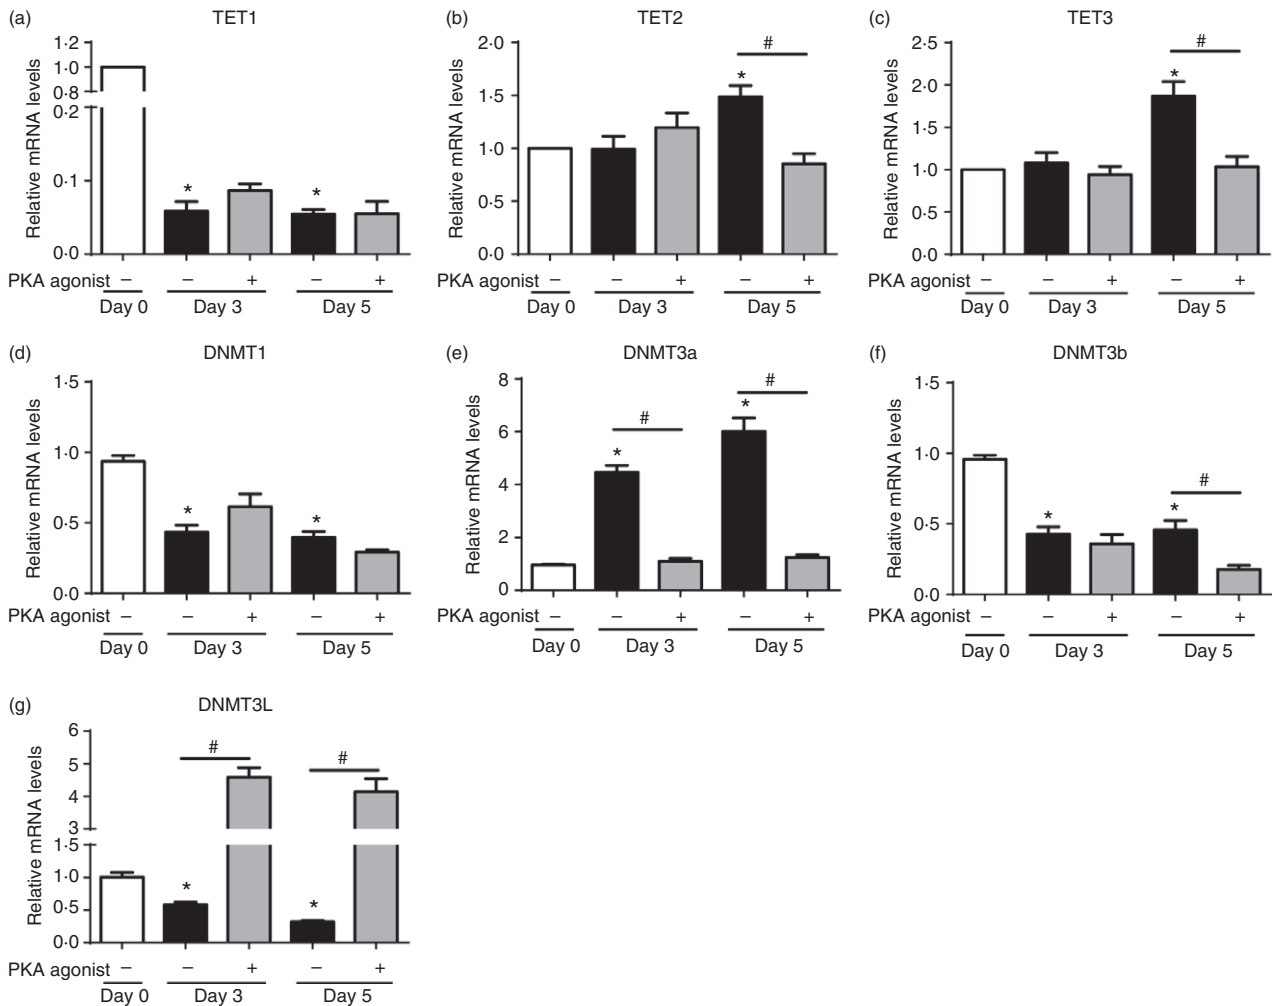 (a) TET1
Relative mRNA levels
1·2
1·0
0·8
0·2
0·1
0·0
*
*
PKA agonist – – + – +
Day 0 Day 3 Day 5
(b) TET2
Relative mRNA levels
2·0
1·5
1·0
0·5
0·0
#
*
– – + – +
Day 0 Day 3 Day 5
(c) TET3
Relative mRNA levels
2·5
2·0
1·5
1·0
0·5
0·0
#
*
– – + – +
Day 0 Day 3 Day 5
(d) DNMT1
Relative mRNA levels
1·5
1·0
0·5
0·0
*
*
PKA agonist – – + – +
Day 0 Day 3 Day 5
(e) DNMT3a
Relative mRNA levels
8
6
4
2
0
#
*
#
*
PKA agonist – – + – +
Day 0 Day 3 Day 5
(f) DNMT3b
Relative mRNA levels
1·5
1·0
0·5
0·0
*
#
*
PKA agonist – – + – +
Day 0 Day 3 Day 5
(g) DNMT3L
Relative mRNA levels
6
5
4
3
1·5
1·0
0·5
0·0
#
*
#
*
PKA agonist – – + – +
Day 0 Day 3 Day 5